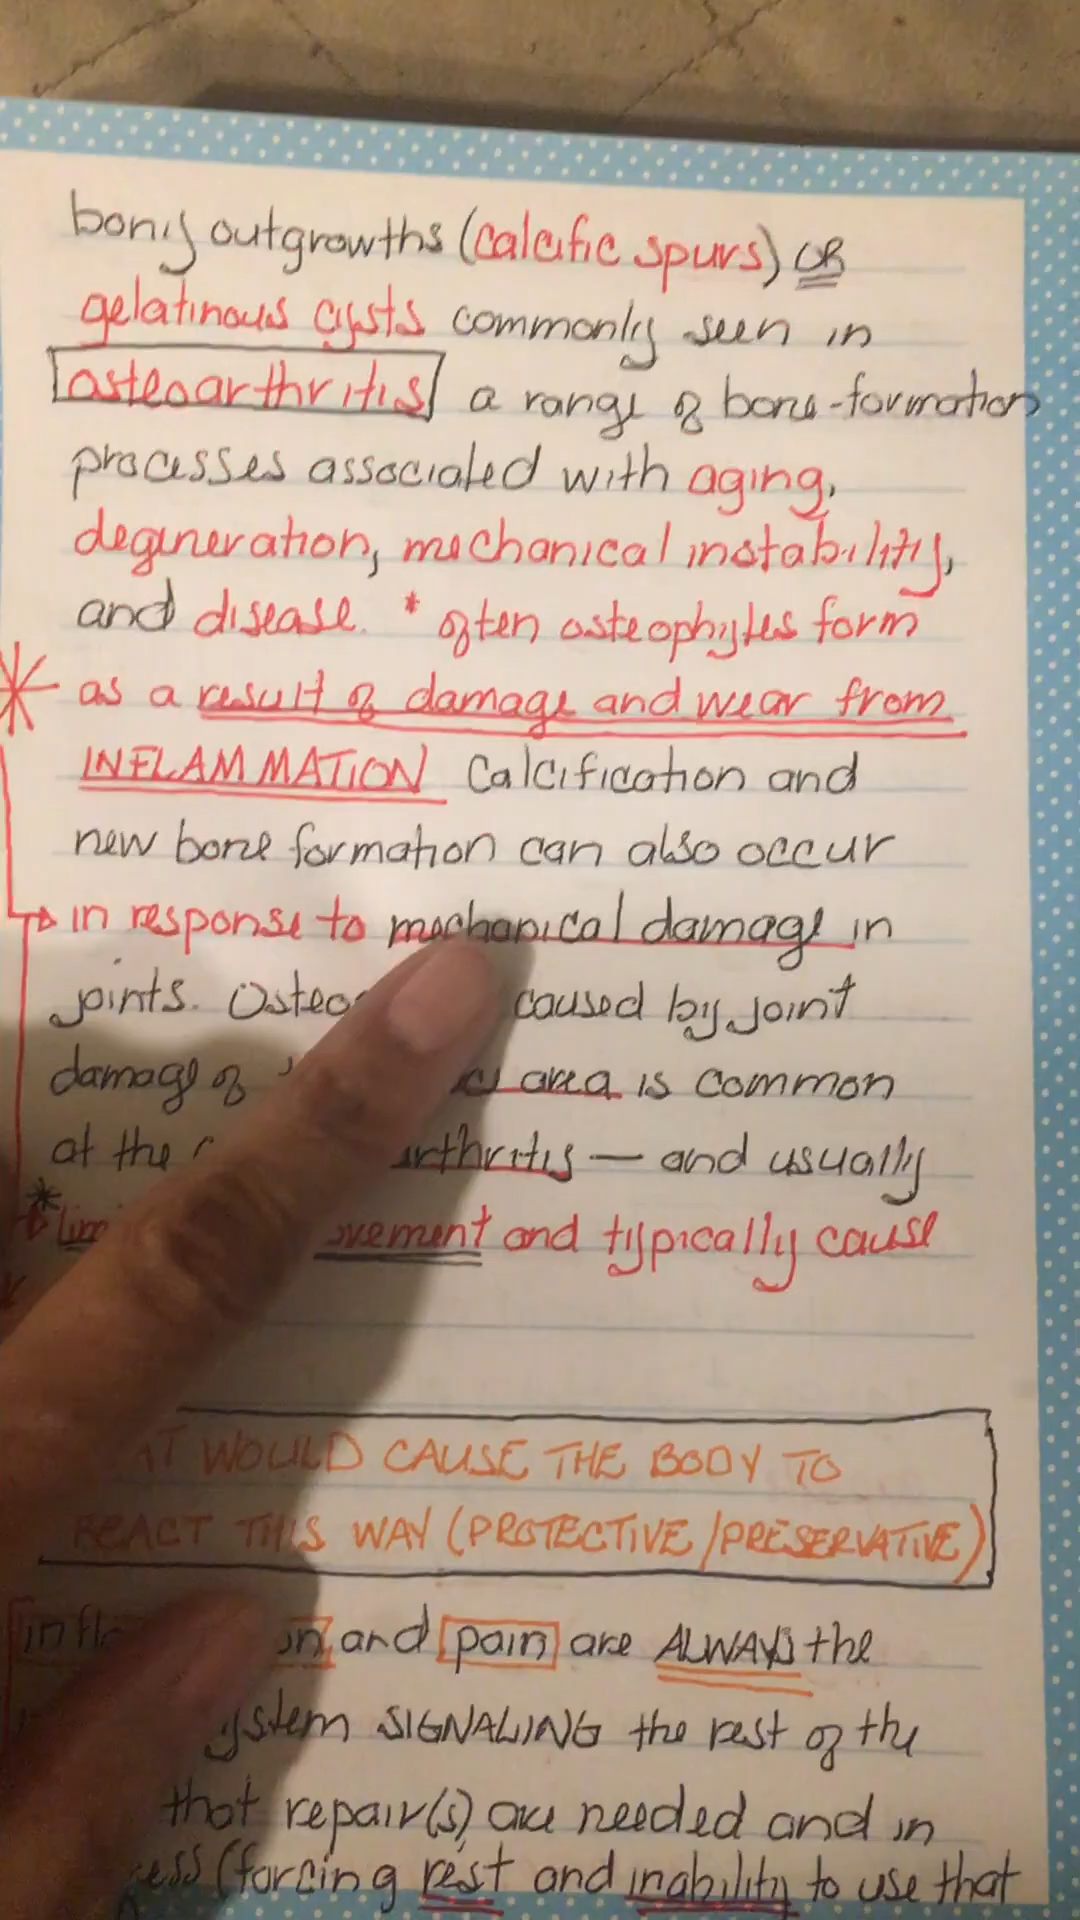 bony outgrowths (calcific spurs) OR
gelatinous cysts commonly seen in
osteoarthritis a range of bone-formation
processes associated with aging,
degeneration, mechanical instability,
and disease. * often osteophytes form
* as a result of damage and wear from
INFLAMMATION Calcification and
new bone formation can also occur
in response to mechanical damage in
joints. caused by joint
damage of area is common
at the arthritis — and usually
* and typically cause
WOULD CAUSE THE BODY TO
REACT THIS WAY (PROTECTIVE/PRESERVATIVE)
and pain are ALWAYS the
system SIGNALING the rest of the
that repair(s) are needed and in
(forcing rest and inability to use that